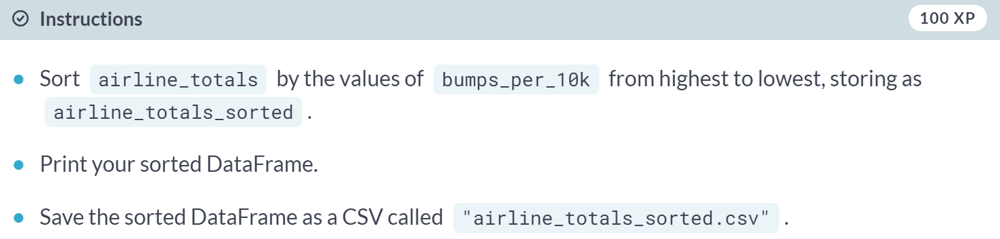 Instructions 100 XP
Sort airline_totals by the values of bumps_per_10k from highest to lowest, storing as
airline_totals_sorted .
Print your sorted DataFrame.
Save the sorted DataFrame as a CSV called "airline_totals_sorted.csv" .